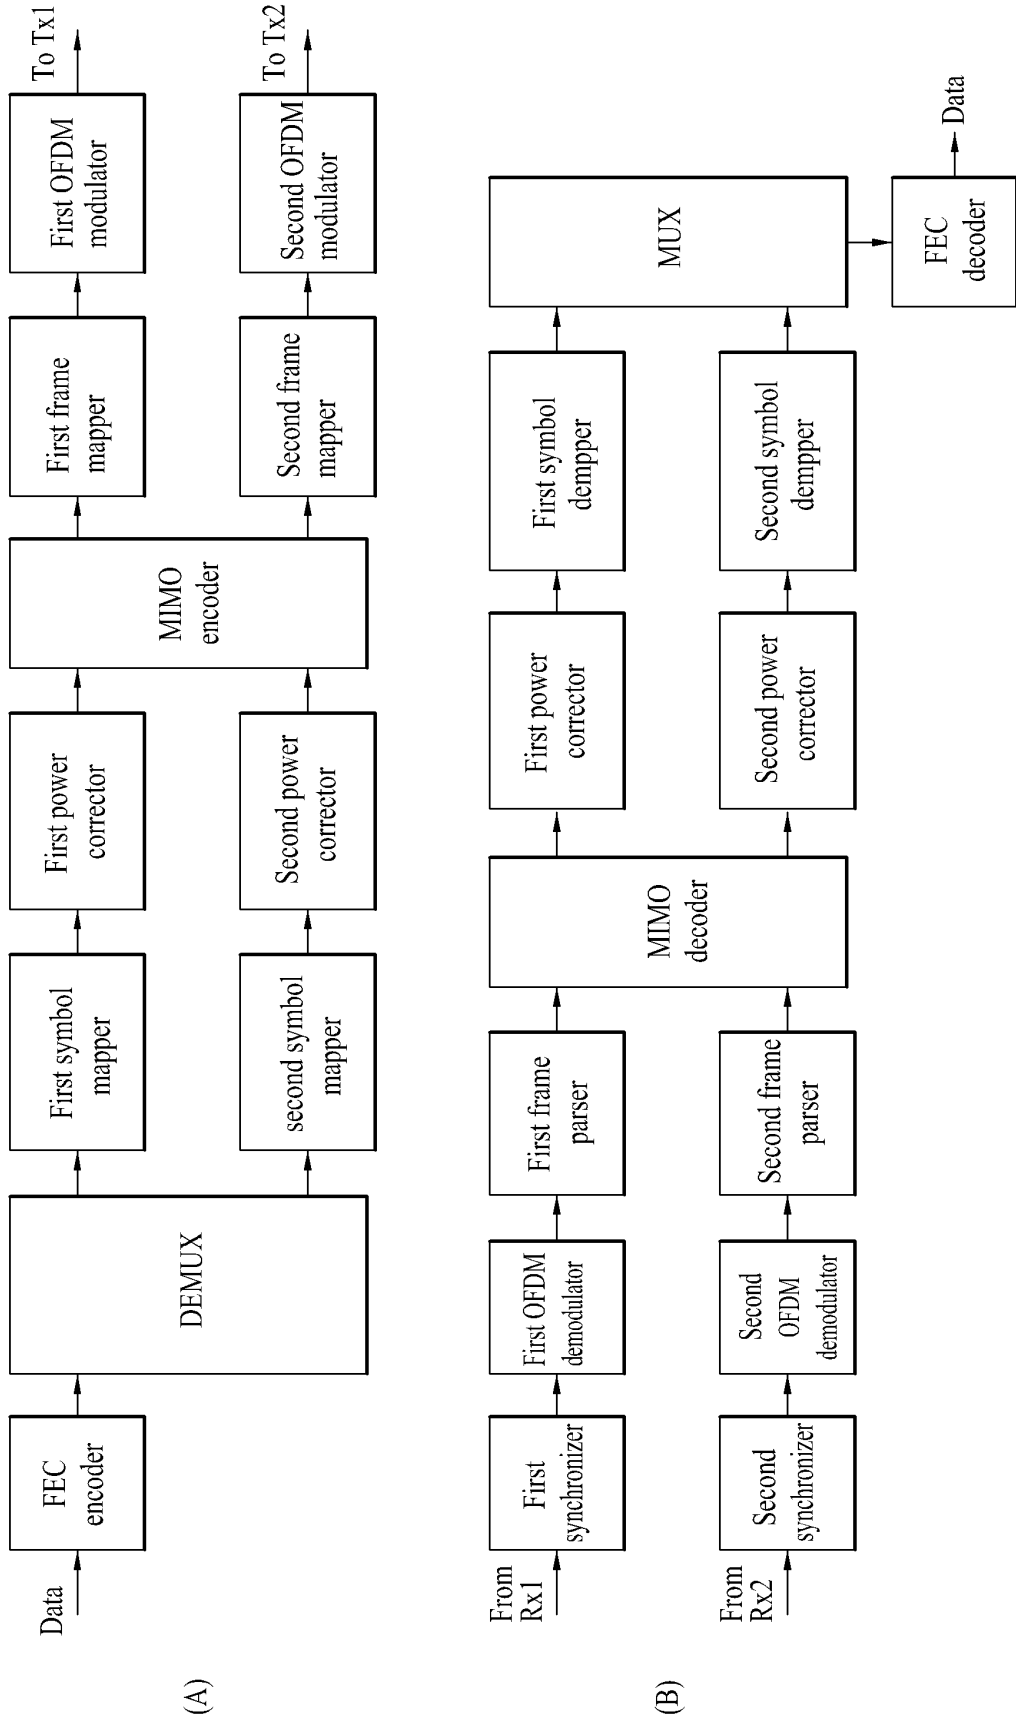 (A)
Data
FEC
encoder
DEMUX
First symbol
mapper
First power
corrector
MIMO
encoder
First frame
mapper
First OFDM
modulator
To Tx1
second symbol
mapper
Second power
corrector
Second frame
mapper
Second OFDM
modulator
To Tx2
(B)
From
Rx1
First
synchronizer
First OFDM
demodulator
First frame
parser
MIMO
decoder
First power
corrector
First symbol
dempper
MUX
From
Rx2
Second
synchronizer
Second
OFDM
demodulator
Second frame
parser
Second power
corrector
Second symbol
dempper
FEC
decoder
Data